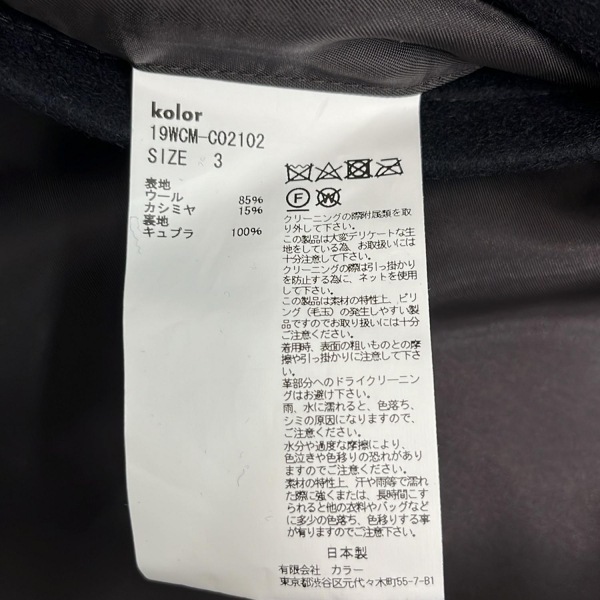 kolor
19WCM-C02102
SIZE 3
表地
ウール 85%
カシミヤ 15%
裏地
キュプラ 100%
F W
クリーニングの際附属類を取
り外して下さい。
この製品は大変デリケートな生
地をしている為、お取扱いには
十分注意して下さい。
クリーニングの際は引っ掛かり
を防止する為に、ネットを使用
して下さい。
この製品は素材の特性上、ピリ
ング(毛玉)の発生しやすい製
品ですのでお取り扱いには十分
ご注意ください。
着用時、表面の粗いものとの摩
擦や引っ掛かりに注意して下さ
い。
革部分へのドライクリーニン
グはお避け下さい。
雨、水に濡れると、色落ち、
シミの原因になりますので、
ご注意ください。
水分や過度な摩擦により、
色泣きや色移りの恐れがあり
ますのでご注意ください。
素材の特性上、汗や雨等で濡れ
た際に強くまたは、長時間こす
られると他の衣料やバッグなど
に多少の色落ち、色移りする事
が有りますのでご注意下さい。
日本製
有限会社 カラー
東京都渋谷区元代々木町55-7-B1